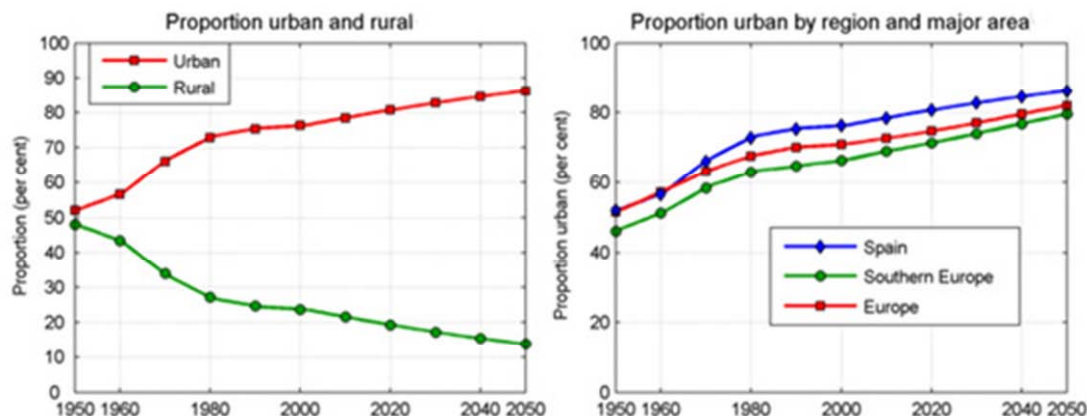 Proportion urban and rural
100
90
80
70
60
50
40
30
20
10
0
Proportion (per cent)
Urban
Rural
1950 1960 1980 2000 2020 2040 2050
Proportion urban by region and major area
100
80
60
40
20
0
Proportion urban (per cent)
Spain
Southern Europe
Europe
1950 1960 1980 2000 2020 2040 2050